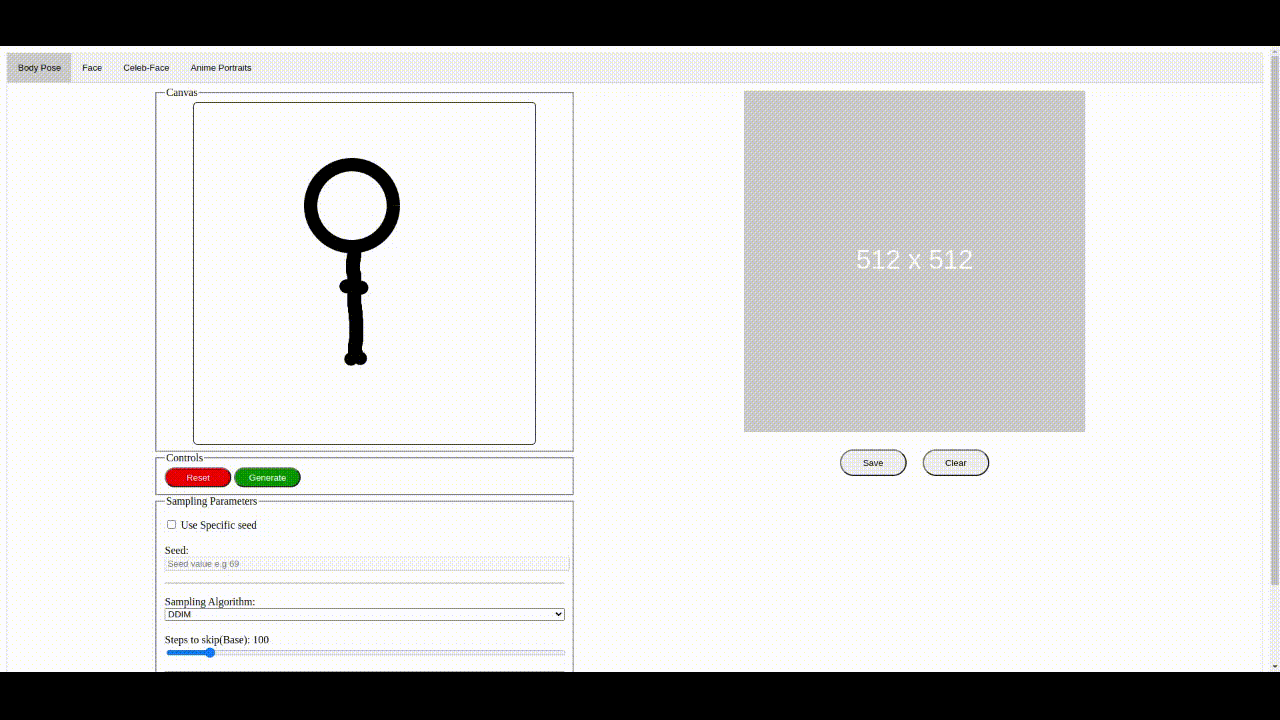 Body Pose Face Celeb-Face Anime Portraits
Canvas
512 x 512
Controls
Reset Generate
Save Clear
Sampling Parameters
Use Specific seed
Seed:
Seed value e.g 69
Sampling Algorithm:
DDIM
Steps to skip(Base): 100